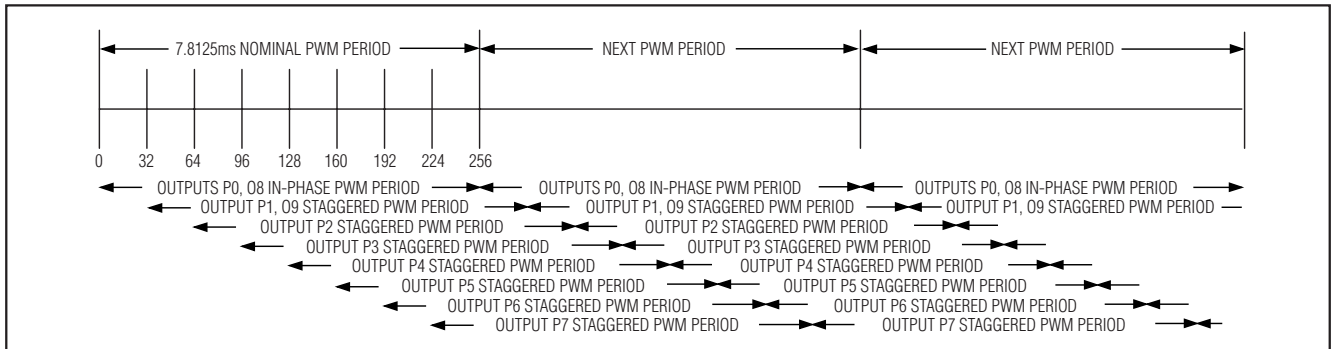 7.8125ms NOMINAL PWM PERIOD NEXT PWM PERIOD NEXT PWM PERIOD
0 32 64 96 128 160 192 224 256
OUTPUTS P0, O8 IN-PHASE PWM PERIOD OUTPUTS P0, O8 IN-PHASE PWM PERIOD OUTPUTS P0, O8 IN-PHASE PWM PERIOD
OUTPUT P1, O9 STAGGERED PWM PERIOD OUTPUT P1, O9 STAGGERED PWM PERIOD OUTPUT P1, O9 STAGGERED PWM PERIOD
OUTPUT P2 STAGGERED PWM PERIOD OUTPUT P2 STAGGERED PWM PERIOD
OUTPUT P3 STAGGERED PWM PERIOD OUTPUT P3 STAGGERED PWM PERIOD
OUTPUT P4 STAGGERED PWM PERIOD OUTPUT P4 STAGGERED PWM PERIOD
OUTPUT P5 STAGGERED PWM PERIOD OUTPUT P5 STAGGERED PWM PERIOD
OUTPUT P6 STAGGERED PWM PERIOD OUTPUT P6 STAGGERED PWM PERIOD
OUTPUT P7 STAGGERED PWM PERIOD OUTPUT P7 STAGGERED PWM PERIOD